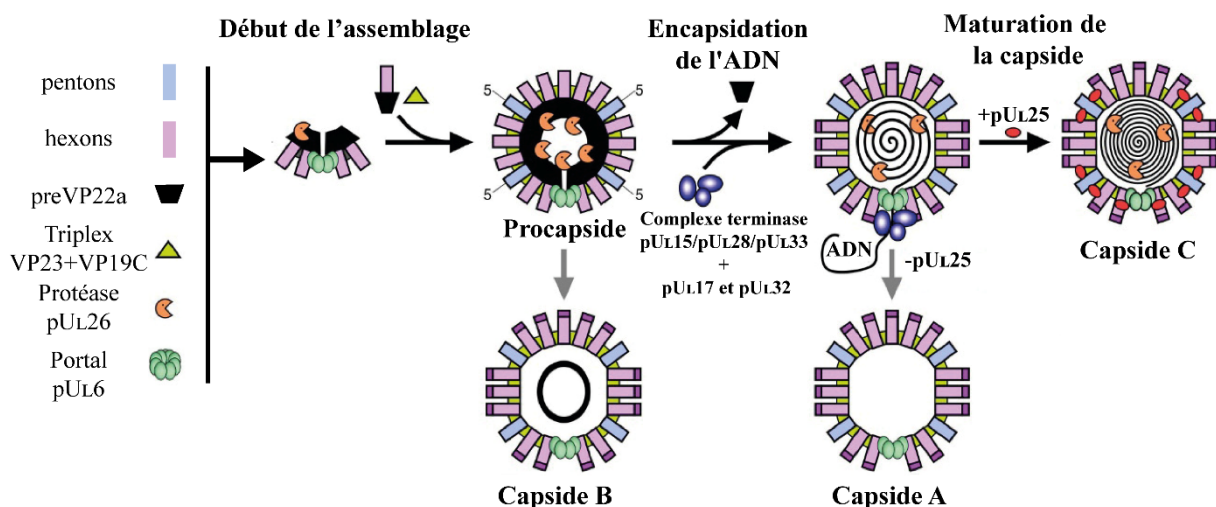 Début de l'assemblage
Encapsidation
de l'ADN
Maturation de
la capside
pentons
hexons
preVP22a
Triplex
VP23+VP19C
Protéase
pUL26
Portal
pUL6
5
5
5
5
Procapside
Complexe terminase
pUL15/pUL28/pUL33
+
pUL17 et pUL32
ADN
-pUL25
+pUL25
Capside C
Capside B
Capside A